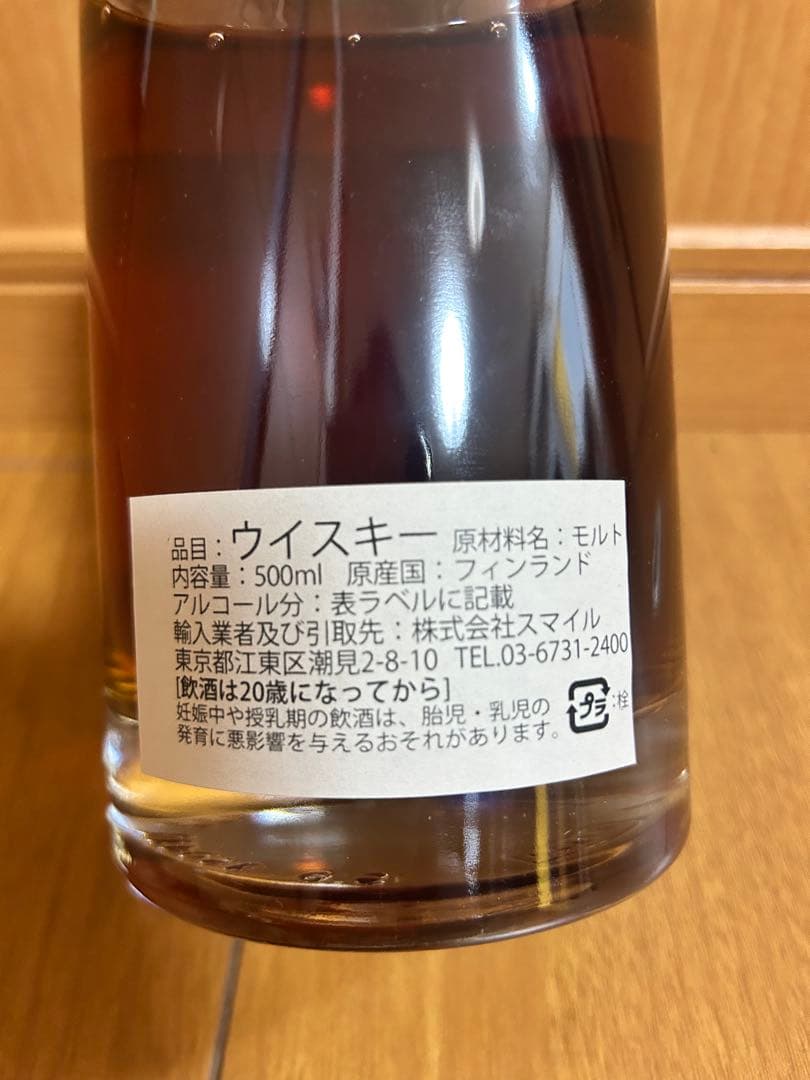 品目：ウイスキー 原材料名：モルト
内容量：500ml 原産国：フィンランド
アルコール分：表ラベルに記載
輸入業者及び引取先：株式会社スマイル
東京都江東区潮見2-8-10 TEL.03-6731-2400
[飲酒は20歳になってから]
妊娠中や授乳期の飲酒は、胎児・乳児の
発育に悪影響を与えるおそれがあります。
プラ：栓